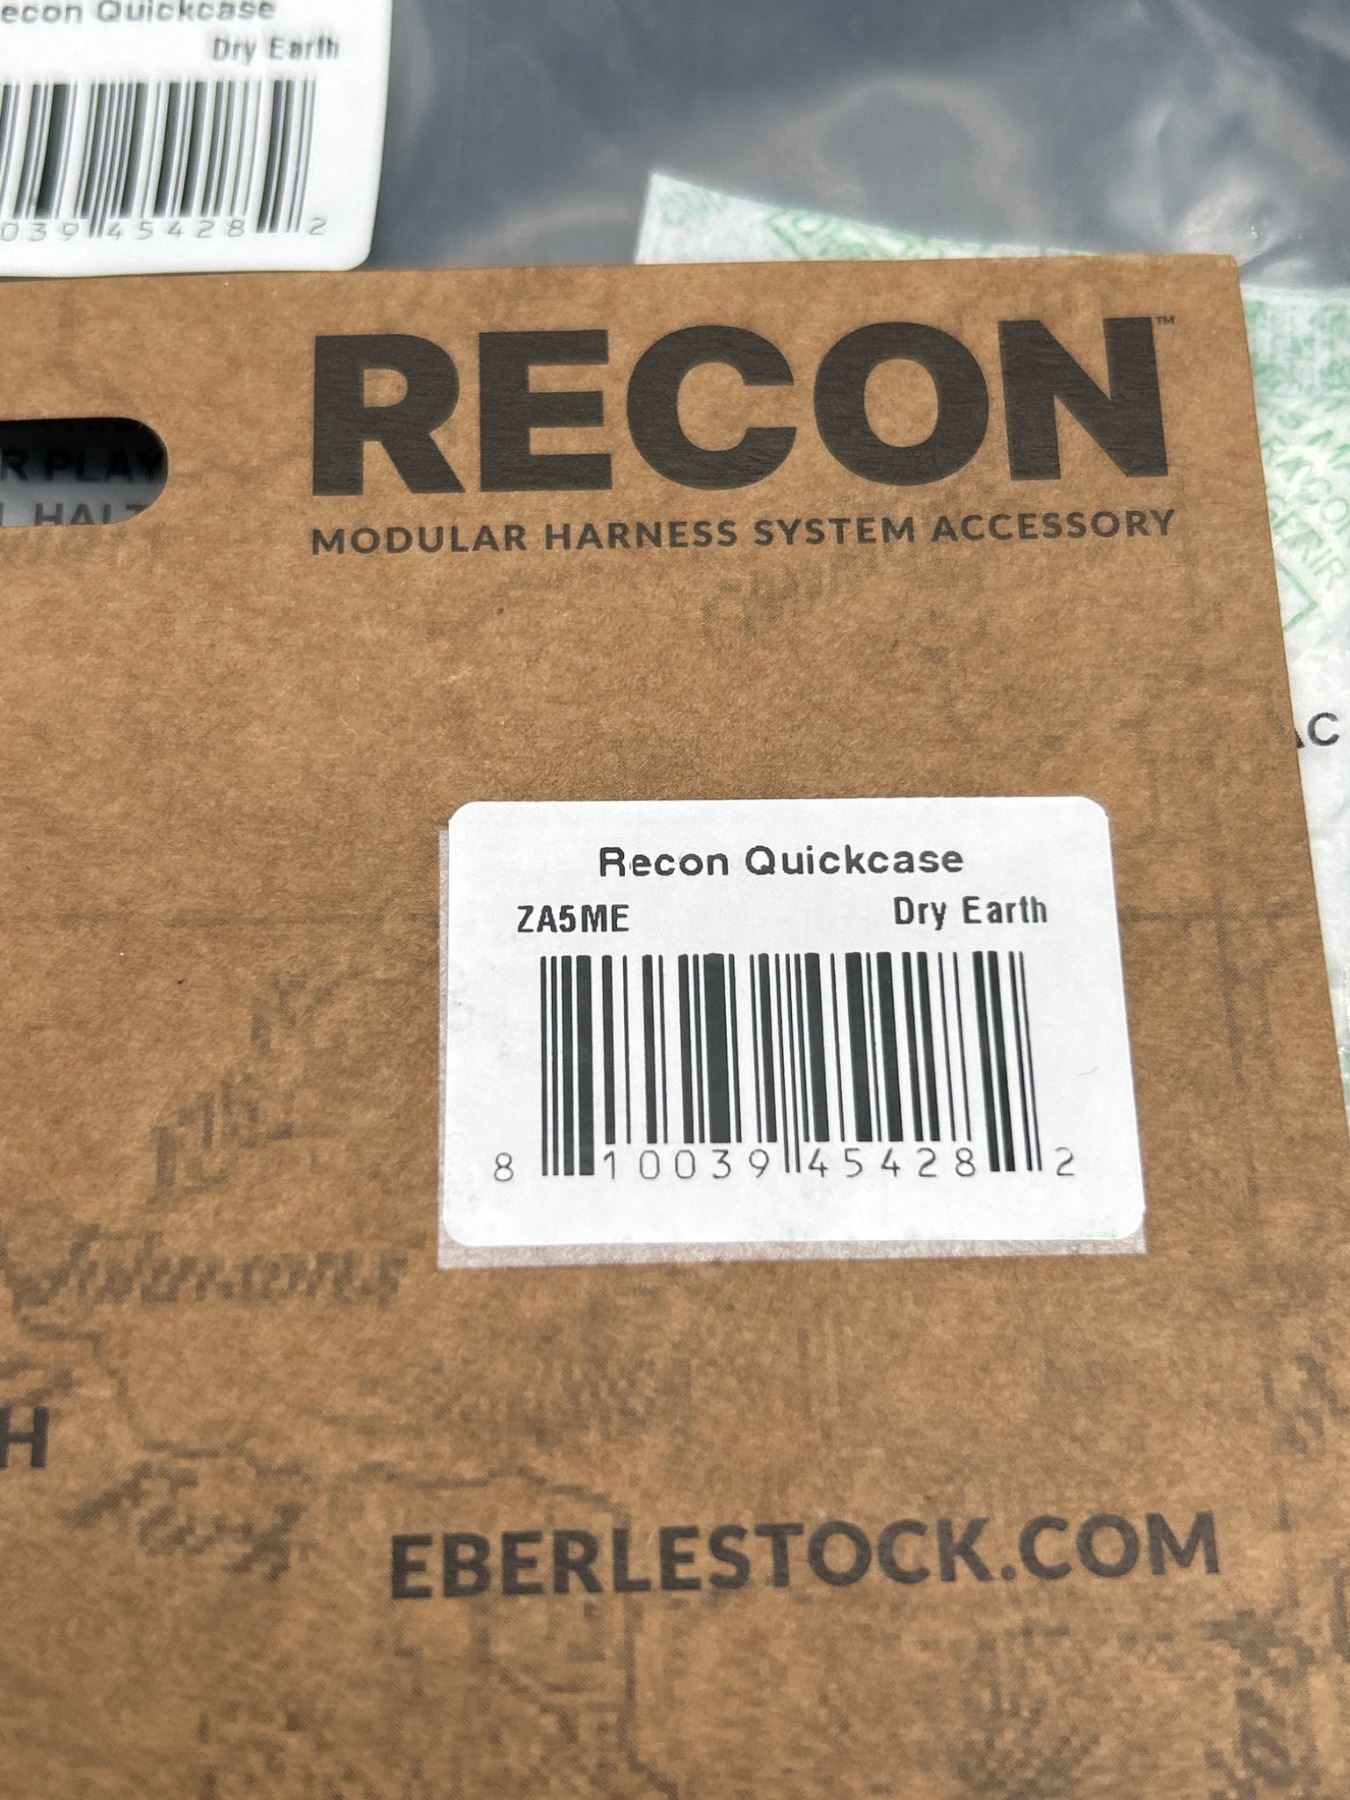 econ Quickcase
Dry Earth
039 45428 2
RECON™
R PLAY
MODULAR HARNESS SYSTEM ACCESSORY
Recon Quickcase
ZA5ME Dry Earth
8 10039 45428 2
H
EBERLESTOCK.COM